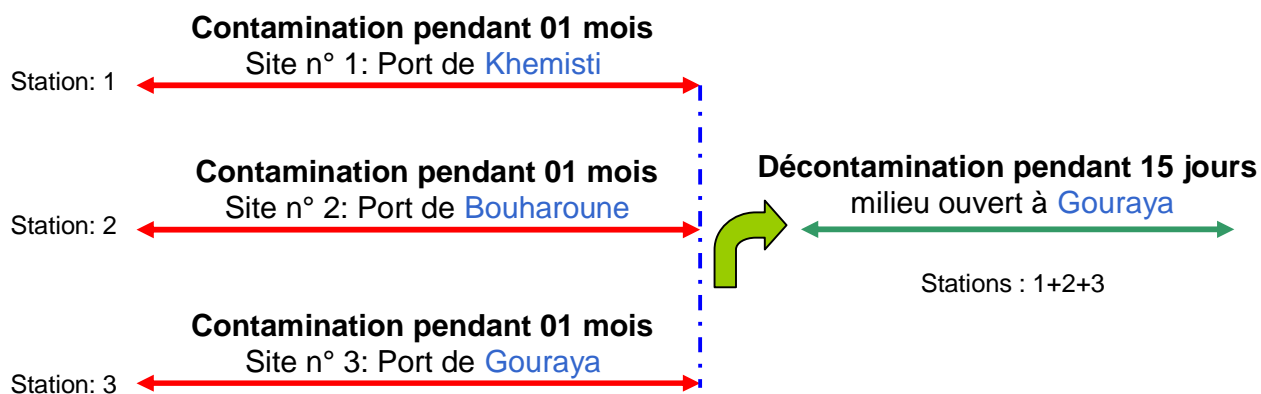 Contamination pendant 01 mois
Site n° 1: Port de Khemisti
Station: 1
Contamination pendant 01 mois
Site n° 2: Port de Bouharoune
Station: 2
Contamination pendant 01 mois
Site n° 3: Port de Gouraya
Station: 3
Décontamination pendant 15 jours
milieu ouvert à Gouraya
Stations : 1+2+3